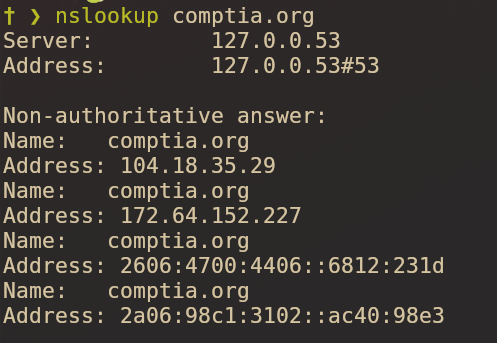 † ❯ nslookup comptia.org
Server:         127.0.0.53
Address:        127.0.0.53#53

Non-authoritative answer:
Name:   comptia.org
Address: 104.18.35.29
Name:   comptia.org
Address: 172.64.152.227
Name:   comptia.org
Address: 2606:4700:4406::6812:231d
Name:   comptia.org
Address: 2a06:98c1:3102::ac40:98e3